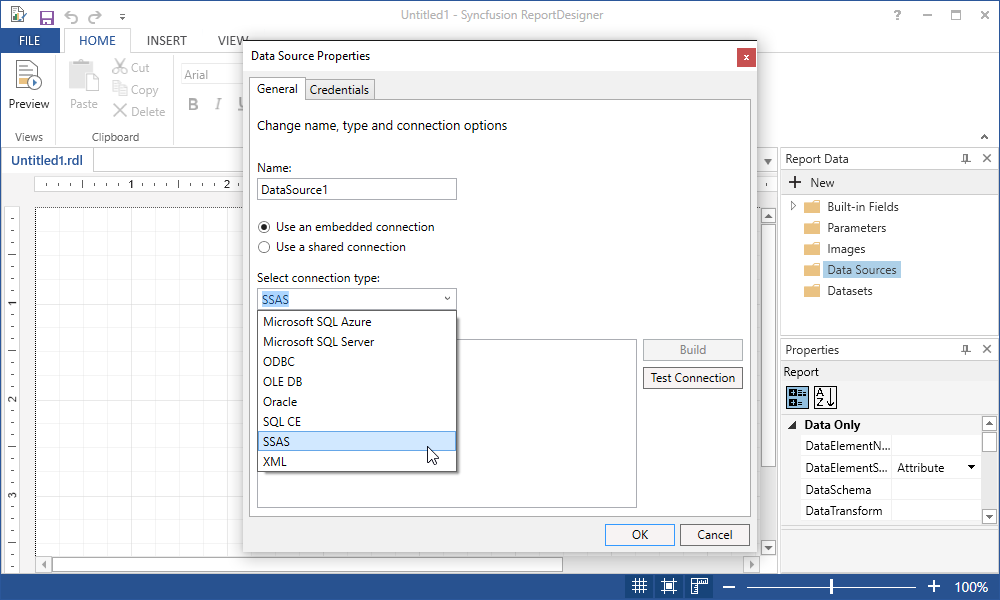 Untitled1 - Syncfusion ReportDesigner
?
FILE HOME INSERT VIEW
Preview
Views
Paste
Cut
Copy
Delete
Clipboard
Arial
B I U
Untitled1.rdl
1 2
1
2
3
Data Source Properties
x
General Credentials
Change name, type and connection options
Name:
DataSource1
Use an embedded connection
Use a shared connection
Select connection type:
SSAS
Microsoft SQL Azure
Microsoft SQL Server
ODBC
OLE DB
Oracle
SQL CE
SSAS
XML
Build
Test Connection
OK Cancel
Report Data
New
Built-in Fields
Parameters
Images
Data Sources
Datasets
Properties
Report
A
Z
Data Only
DataElementN...
DataElementS... Attribute
DataSchema
DataTransform
100%